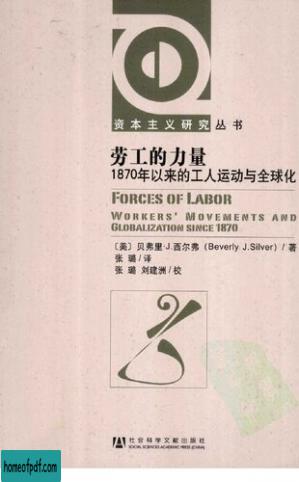 资本主义研究丛书
劳工的力量
1870年以来的工人运动与全球化
FORCES OF LABOR
WORKERS' MOVEMENTS AND
GLOBALIZATION SINCE 1870
〔美〕贝弗里·J.西尔弗（Beverly J.Silver）/著
张璐/译
张璐 刘建洲/校
社会科学文献出版社
SOCIAL SCIENCES ACADEMIC PRESS (CHINA)
homeofpdf.com